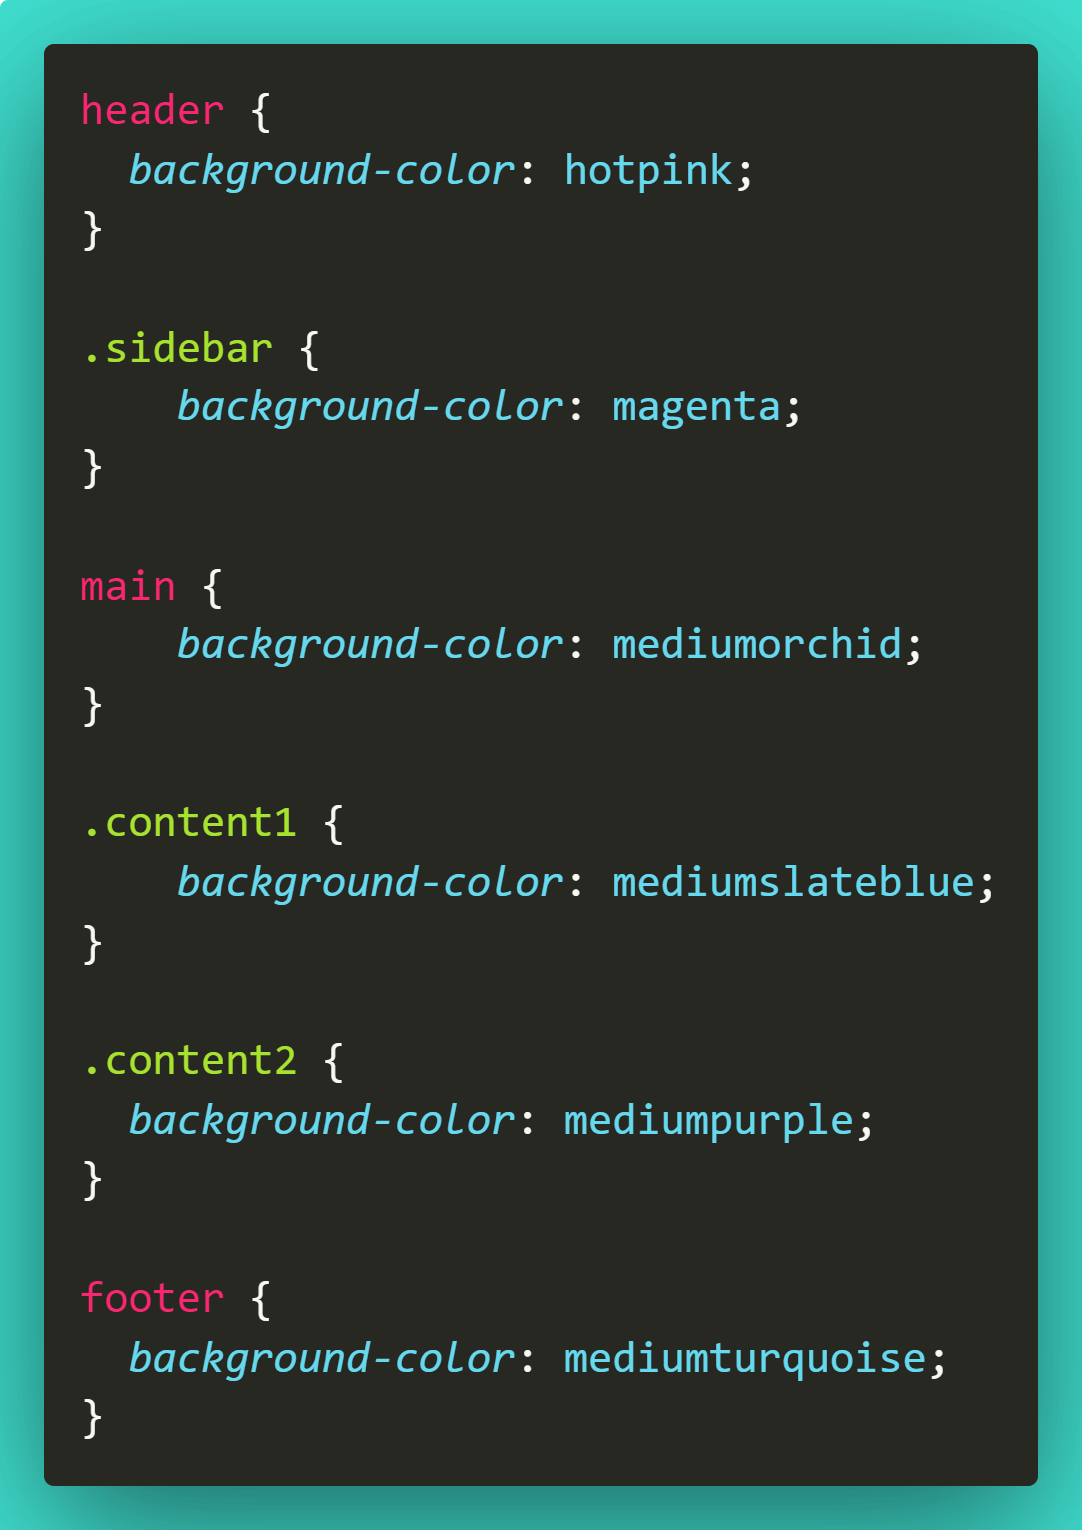 header {
  background-color: hotpink;
}

.sidebar {
    background-color: magenta;
}

main {
    background-color: mediumorchid;
}

.content1 {
    background-color: mediumslateblue;
}

.content2 {
  background-color: mediumpurple;
}

footer {
  background-color: mediumturquoise;
}